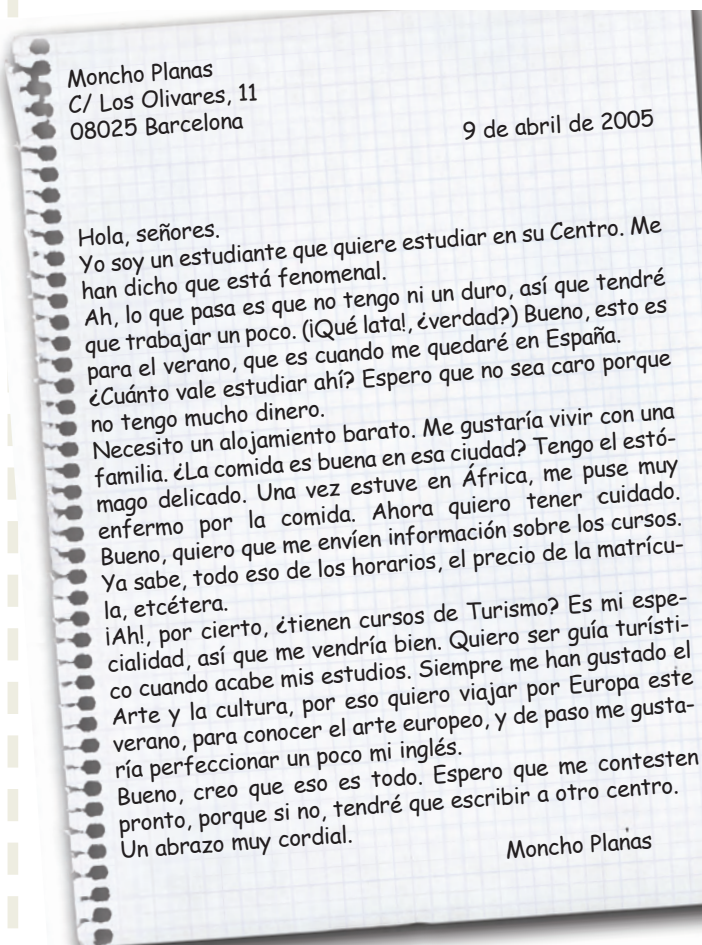 Moncho Planas
C/ Los Olivares, 11
08025 Barcelona
9 de abril de 2005
Hola, señores.
Yo soy un estudiante que quiere estudiar en su Centro. Me
han dicho que está fenomenal.
Ah, lo que pasa es que no tengo ni un duro, así que tendré
que trabajar un poco. (¡Qué lata!, ¿verdad?) Bueno, esto es
para el verano, que es cuando me quedaré en España.
¿Cuánto vale estudiar ahí? Espero que no sea caro porque
no tengo mucho dinero.
Necesito un alojamiento barato. Me gustaría vivir con una
familia. ¿La comida es buena en esa ciudad? Tengo el estó-
mago delicado. Una vez estuve en África, me puse muy
enfermo por la comida. Ahora quiero tener cuidado.
Bueno, quiero que me envíen información sobre los cursos.
Ya sabe, todo eso de los horarios, el precio de la matrícu-
la, etcétera.
¡Ah!, por cierto, ¿tienen cursos de Turismo? Es mi espe-
cialidad, así que me vendría bien. Quiero ser guía turísti-
co cuando acabe mis estudios. Siempre me han gustado el
Arte y la cultura, por eso quiero viajar por Europa este
verano, para conocer el arte europeo, y de paso me gusta-
ría perfeccionar un poco mi inglés.
Bueno, creo que eso es todo. Espero que me contesten
pronto, porque si no, tendré que escribir a otro centro.
Un abrazo muy cordial.
Moncho Planas